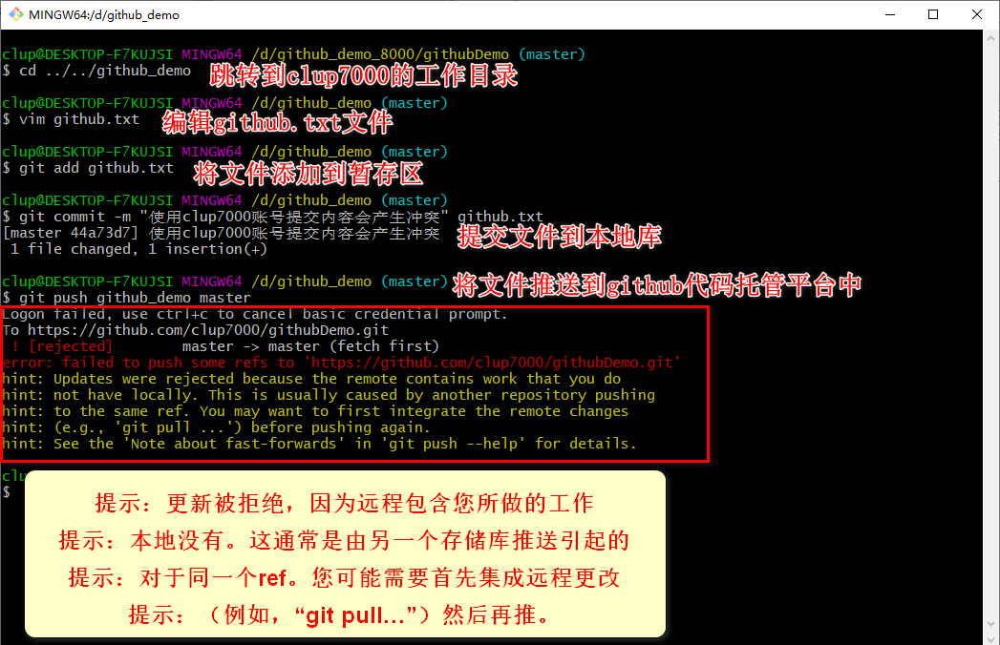 MINGW64:/d/github_demo
clup@DESKTOP-F7KUJSI MINGW64 /d/github_demo_8000/githubDemo (master)
$ cd ../../github_demo
跳转到clup7000的工作目录
clup@DESKTOP-F7KUJSI MINGW64 /d/github_demo (master)
$ vim github.txt
编辑github.txt文件
clup@DESKTOP-F7KUJSI MINGW64 /d/github_demo (master)
$ git add github.txt
将文件添加到暂存区
clup@DESKTOP-F7KUJSI MINGW64 /d/github_demo (master)
$ git commit -m "使用clup7000账号提交内容会产生冲突" github.txt
[master 44a73d7] 使用clup7000账号提交内容会产生冲突
提交文件到本地库
1 file changed, 1 insertion(+)
clup@DESKTOP-F7KUJSI MINGW64 /d/github_demo (master)
将文件推送到github代码托管平台中
$ git push github_demo master
Logon failed, use ctrl+c to cancel basic credential prompt.
To https://github.com/clup7000/githubDemo.git
! [rejected]        master -> master (fetch first)
error: failed to push some refs to 'https://github.com/clup7000/githubDemo.git'
hint: Updates were rejected because the remote contains work that you do
hint: not have locally. This is usually caused by another repository pushing
hint: to the same ref. You may want to first integrate the remote changes
hint: (e.g., 'git pull ...') before pushing again.
hint: See the 'Note about fast-forwards' in 'git push --help' for details.
clu
$
提示：更新被拒绝，因为远程包含您所做的工作
提示：本地没有。这通常是由另一个存储库推送引起的
提示：对于同一个ref。您可能需要首先集成远程更改
提示：（例如，“git pull…”）然后再推。